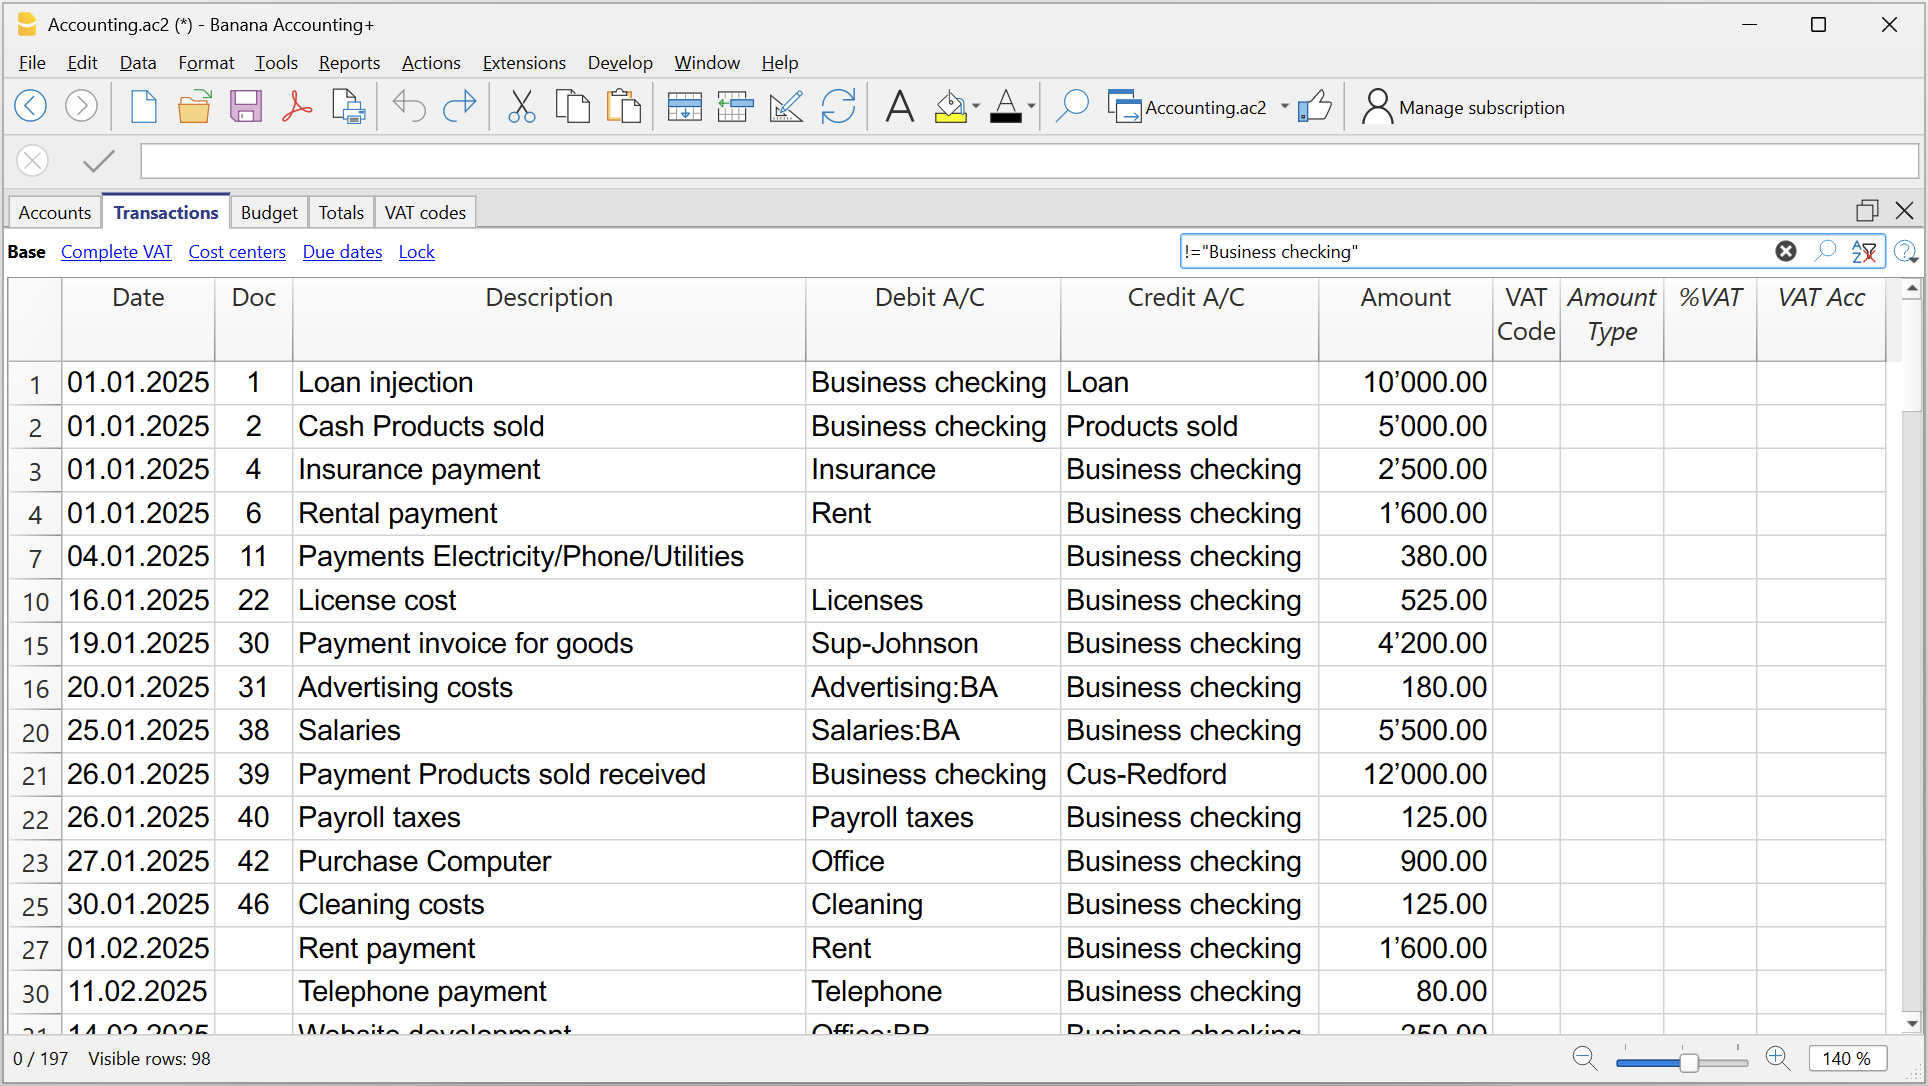 Accounting.ac2 (*) - Banana Accounting+
File Edit Data Format Tools Reports Actions Extensions Develop Window Help
Accounting.ac2 Manage subscription
Accounts Transactions Budget Totals VAT codes
Base Complete VAT Cost centers Due dates Lock !="Business checking"
Date Doc Description Debit A/C Credit A/C Amount VAT Code Amount Type %VAT VAT Acc
1 01.01.2025 1 Loan injection Business checking Loan 10’000.00
2 01.01.2025 2 Cash Products sold Business checking Products sold 5’000.00
3 01.01.2025 4 Insurance payment Insurance Business checking 2’500.00
4 01.01.2025 6 Rental payment Rent Business checking 1’600.00
7 04.01.2025 11 Payments Electricity/Phone/Utilities Business checking 380.00
10 16.01.2025 22 License cost Licenses Business checking 525.00
15 19.01.2025 30 Payment invoice for goods Sup-Johnson Business checking 4’200.00
16 20.01.2025 31 Advertising costs Advertising:BA Business checking 180.00
20 25.01.2025 38 Salaries Salaries:BA Business checking 5’500.00
21 26.01.2025 39 Payment Products sold received Business checking Cus-Redford 12’000.00
22 26.01.2025 40 Payroll taxes Payroll taxes Business checking 125.00
23 27.01.2025 42 Purchase Computer Office Business checking 900.00
25 30.01.2025 46 Cleaning costs Cleaning Business checking 125.00
27 01.02.2025 Rent payment Rent Business checking 1’600.00
30 11.02.2025 Telephone payment Telephone Business checking 80.00
31 14.02.2025 Website development Office:BB Business checking 250.00
0 / 197 Visible rows: 98 140 %